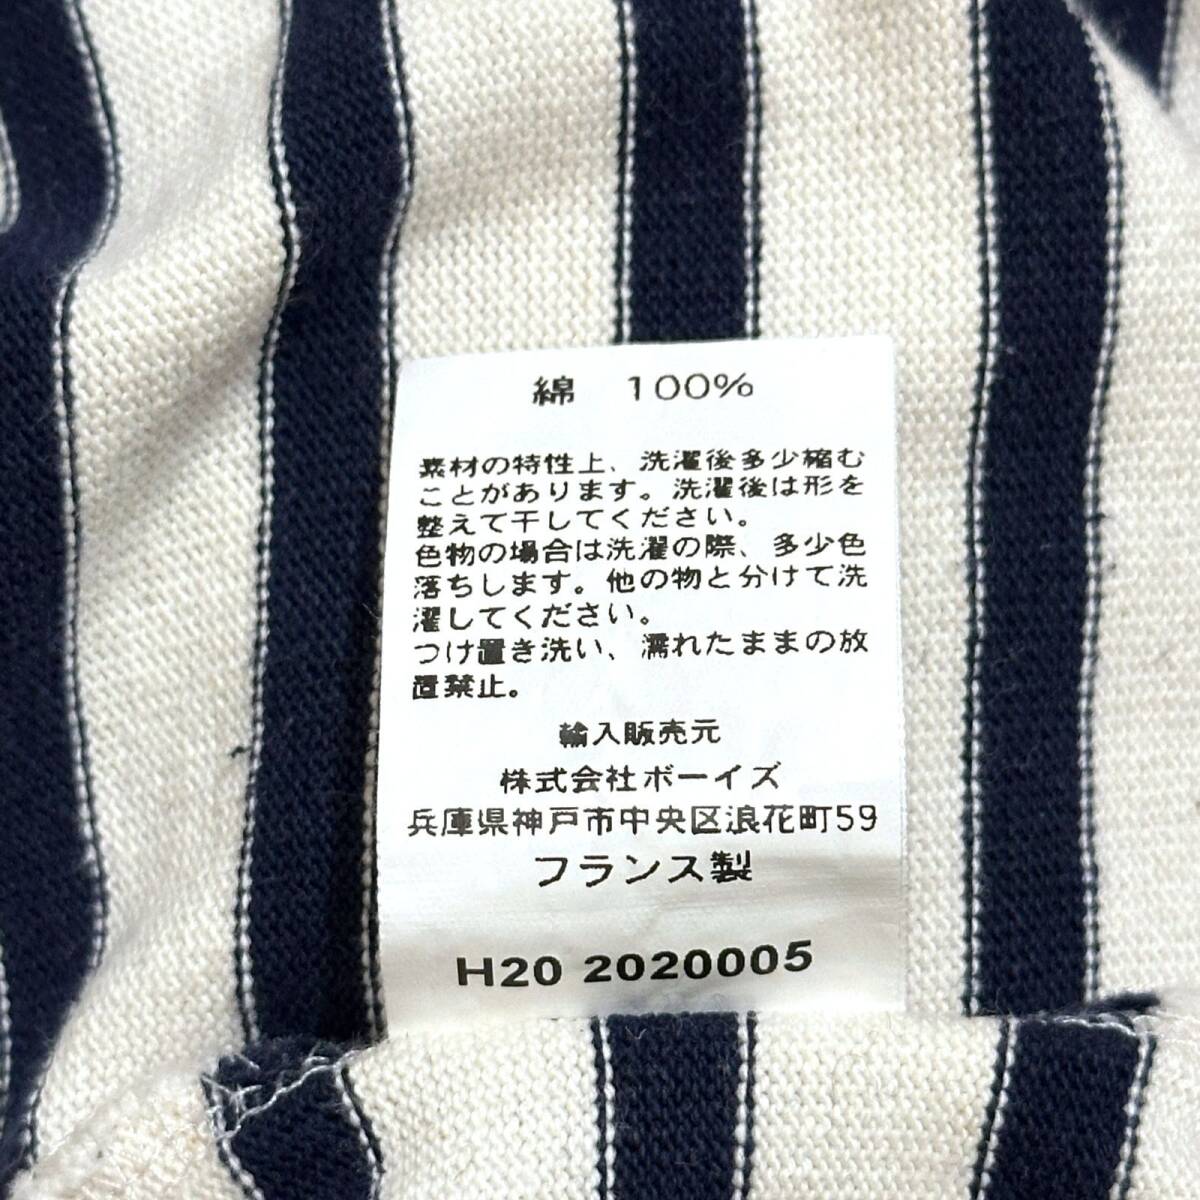 綿 100%
素材の特性上、洗濯後多少縮む
ことがあります。洗濯後は形を
整えて干してください。
色物の場合は洗濯の際、多少色
落ちします。他の物と分けて洗
濯してください。
つけ置き洗い、濡れたままの放
置禁止。
輸入販売元
株式会社ボーイズ
兵庫県神戸市中央区浪花町59
フランス製
H20 2020005